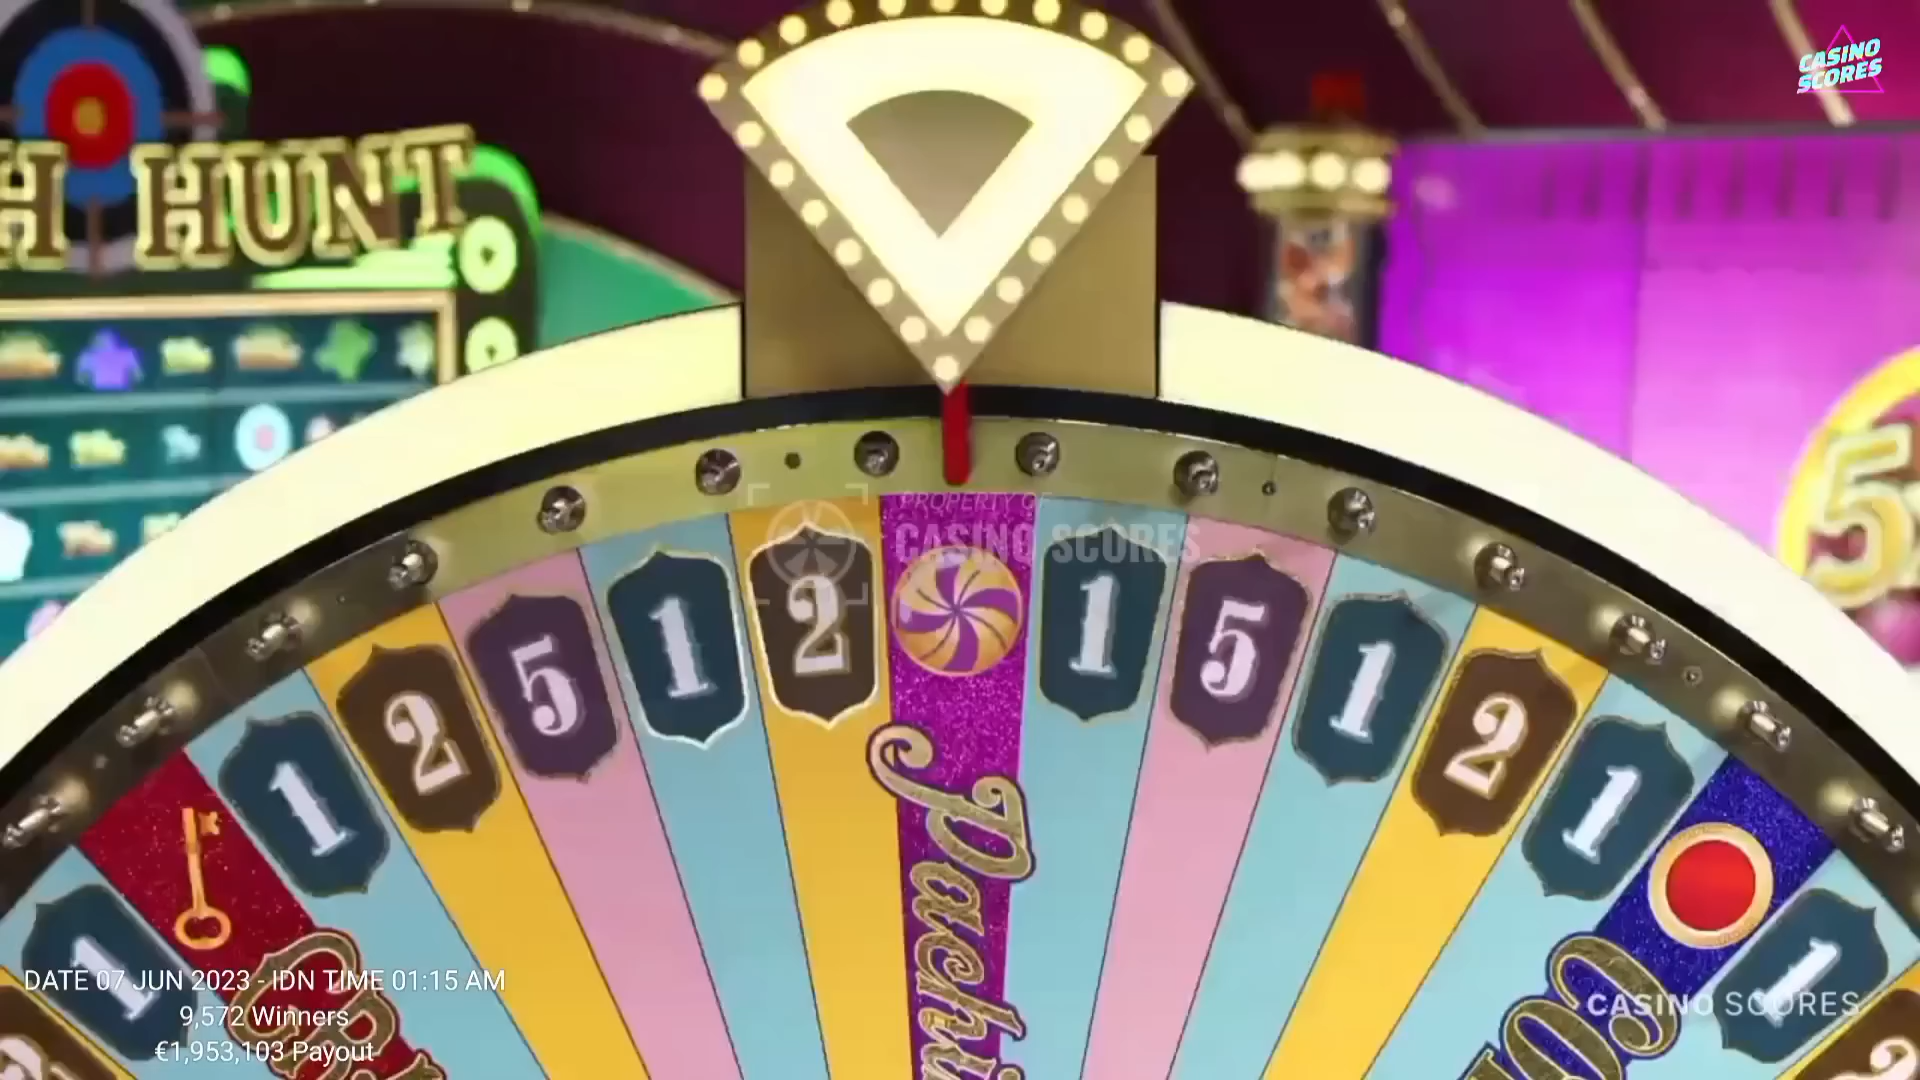 CASINO
SCORES
H HUNT
5
PROPERTY OF
CASINO SCORES
1
2
5
1
2
1
5
1
2
1
1
1
2
Pachi
DATE 07 JUN 2023 - IDN TIME 01:15 AM
9,572 Winners
€1,953,103 Payout
CASINO SCORES